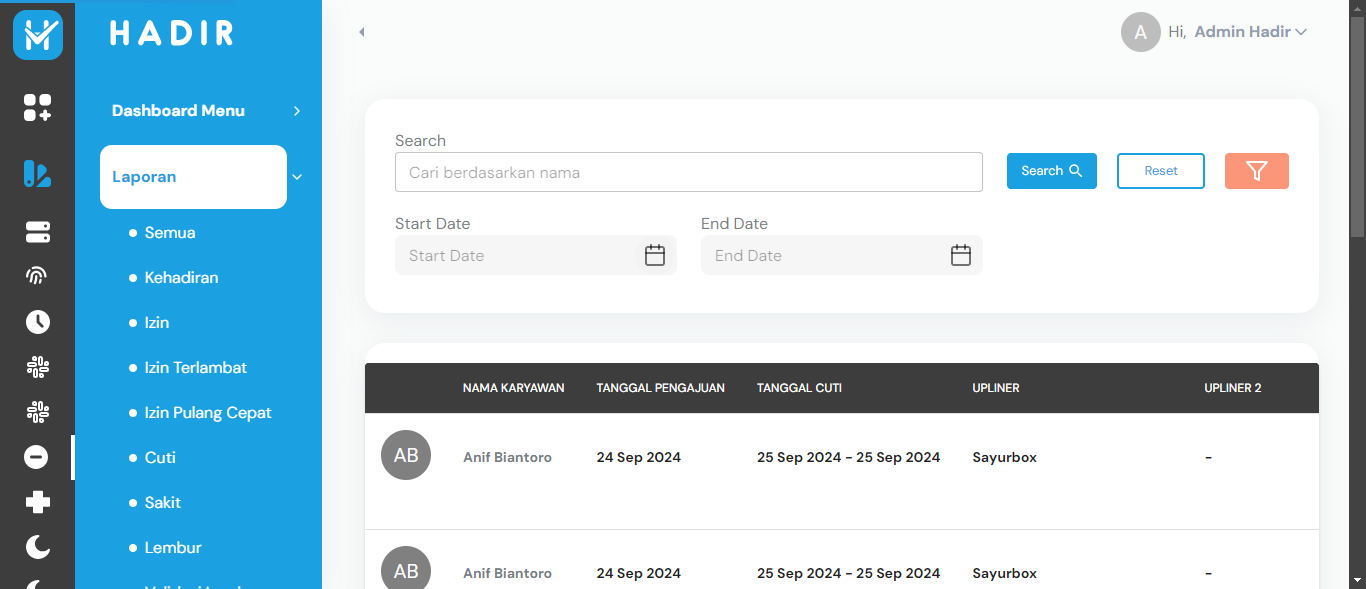 HADIR
Hi, Admin Hadir
A
Dashboard Menu
Laporan
Semua
Kehadiran
Izin
Izin Terlambat
Izin Pulang Cepat
Cuti
Sakit
Lembur
Search
Cari berdasarkan nama
Search
Reset
Start Date
End Date
Start Date
End Date
NAMA KARYAWAN TANGGAL PENGAJUAN TANGGAL CUTI UPLINER UPLINER 2
AB Anif Biantoro 24 Sep 2024 25 Sep 2024 - 25 Sep 2024 Sayurbox -
AB Anif Biantoro 24 Sep 2024 25 Sep 2024 - 25 Sep 2024 Sayurbox -